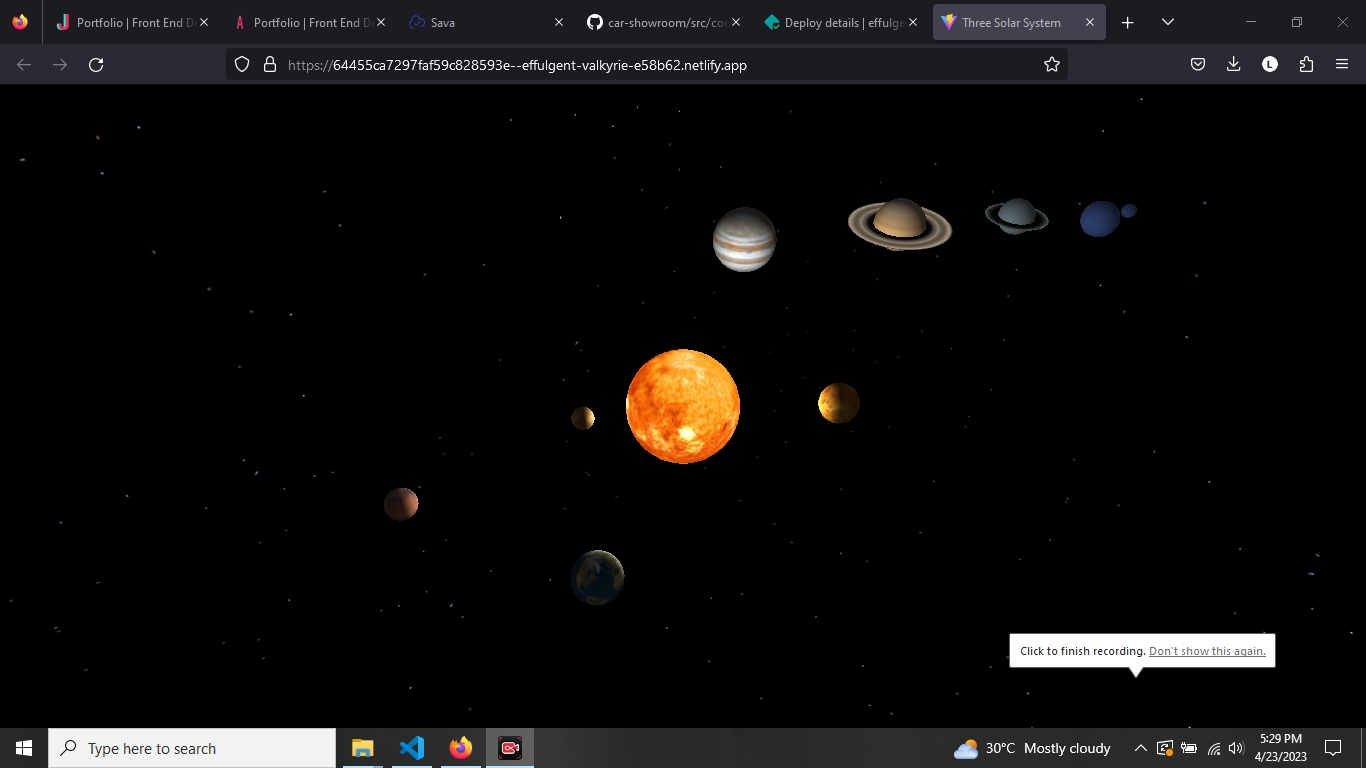 Portfolio | Front End D
Portfolio | Front End De
Sava
car-showroom/src/cor
Deploy details | effulge
Three Solar System
https://64455ca7297faf59c828593e--effulgent-valkyrie-e58b62.netlify.app
L
Click to finish recording. Don't show this again.
Type here to search
30°C Mostly cloudy
5:29 PM
4/23/2023